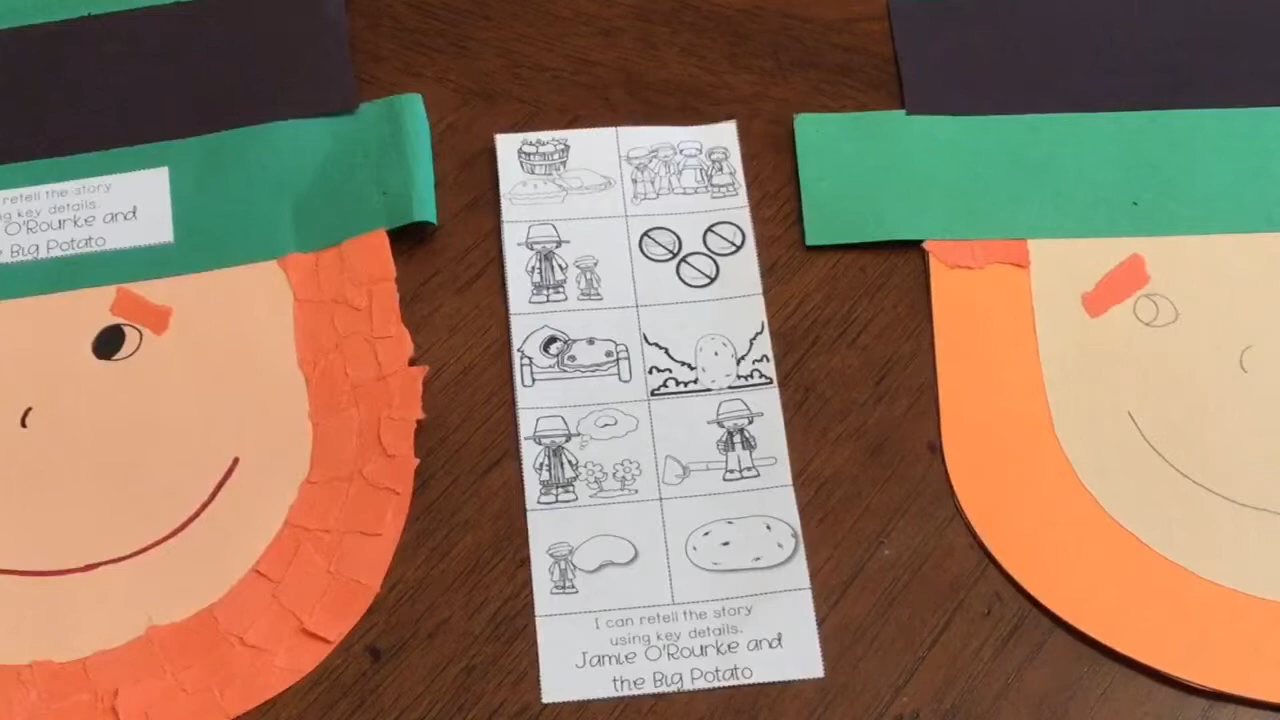 retell the story
key details.
O'Rourke and
Big Potato
I can retell the story
using key details.
Jamie O'Rourke and
the Big Potato